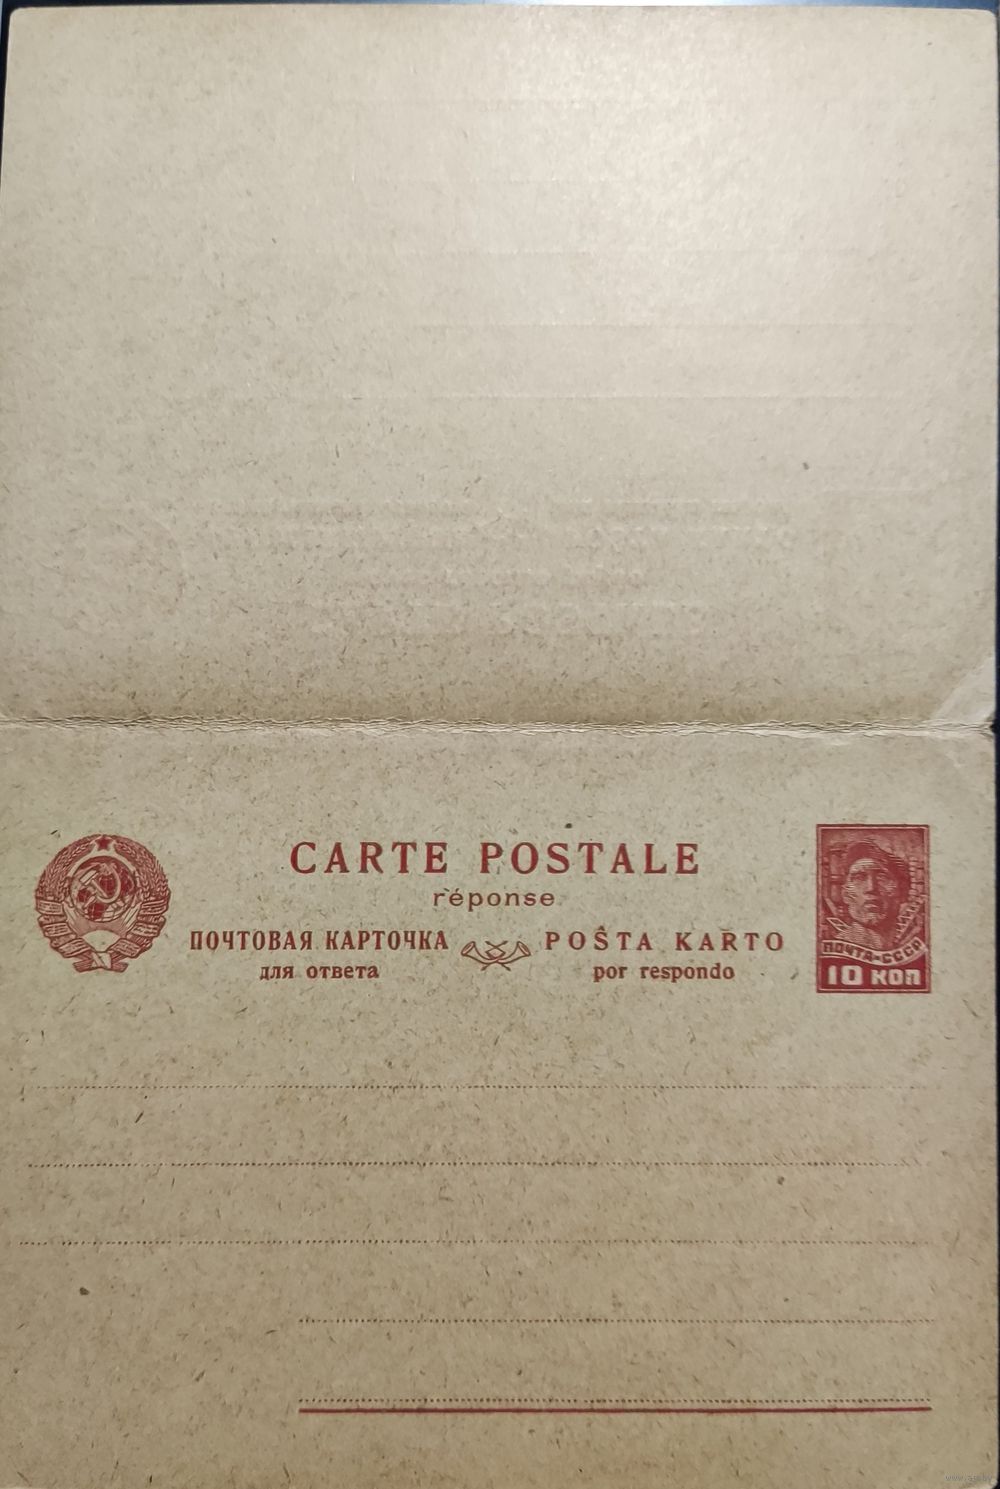 CARTE POSTALE
réponse
ПОЧТОВАЯ КАРТОЧКА POŜTA KARTO
для ответа por respondo
ПОЧТА-СССР
10 КОП